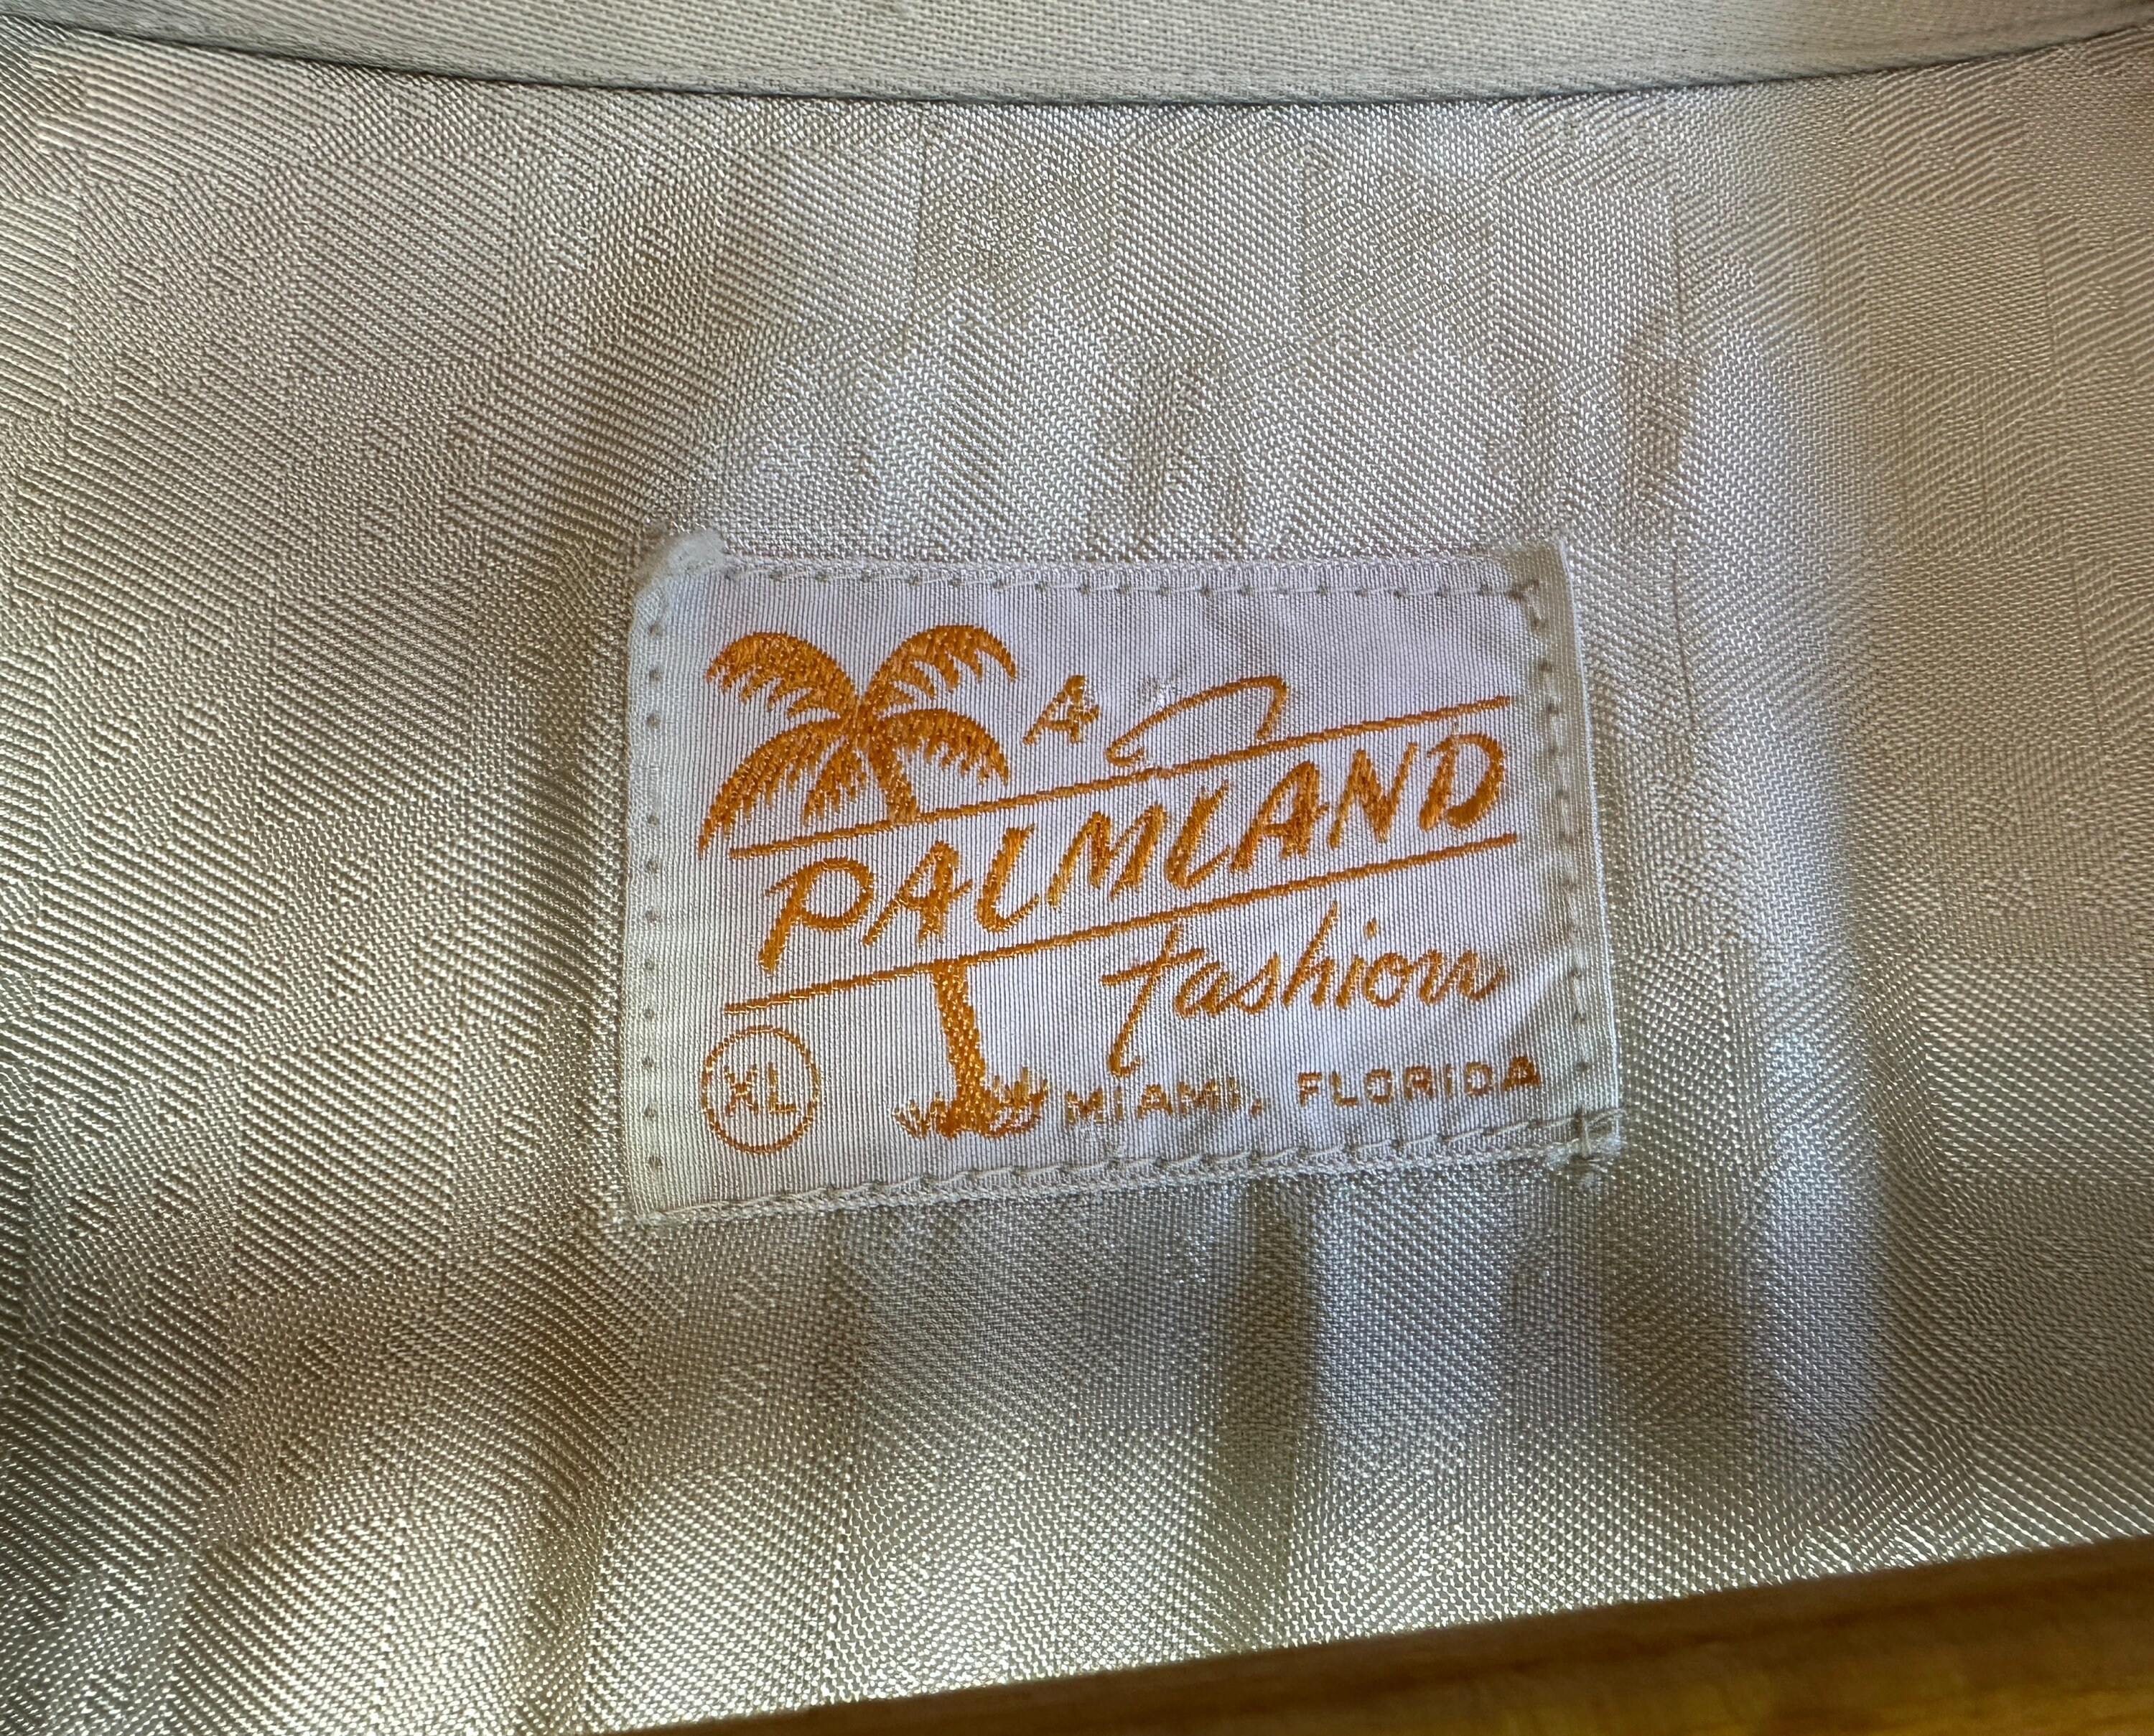 A
PALMLAND
fashion
XL
MIAMI, FLORIDA